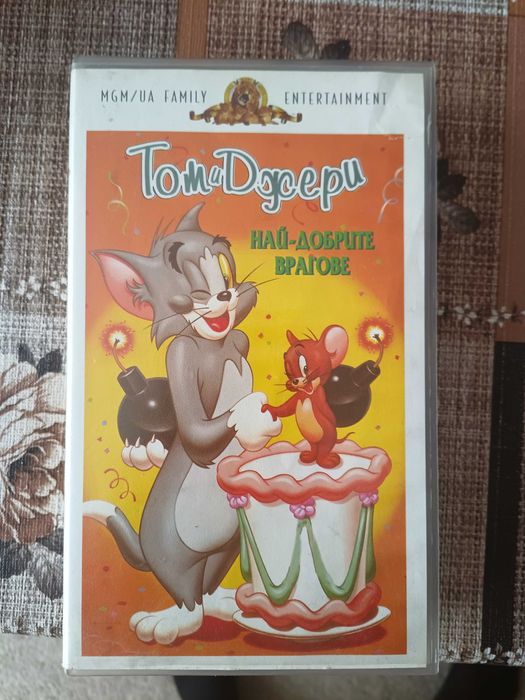 MGM/UA FAMILY ENTERTAINMENT
Том и Джери
НАЙ-ДОБРИТЕ
ВРАГОВЕ